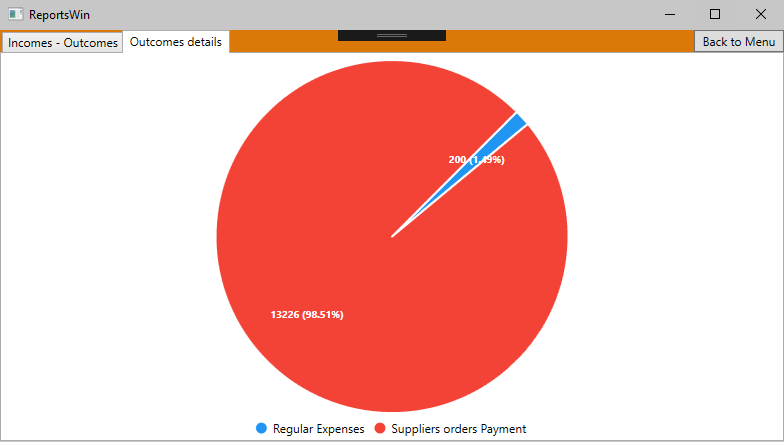 ReportsWin
Incomes - Outcomes Outcomes details Back to Menu
200 (1.49%)
13226 (98.51%)
Regular Expenses Suppliers orders Payment